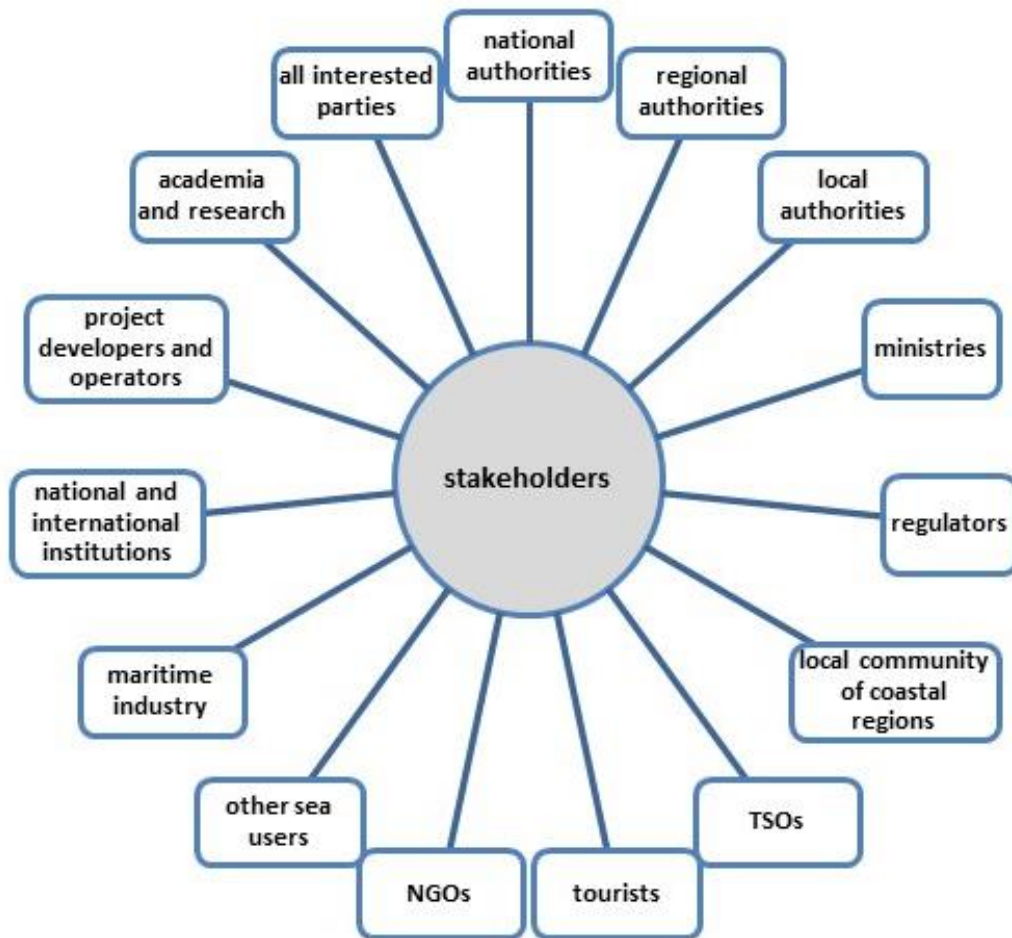 national
authorities
regional
authorities
local
authorities
ministries
regulators
local community
of coastal
regions
TSOs
tourists
NGOs
other sea
users
maritime
industry
national and
international
institutions
project
developers and
operators
academia
and research
all interested
parties
stakeholders